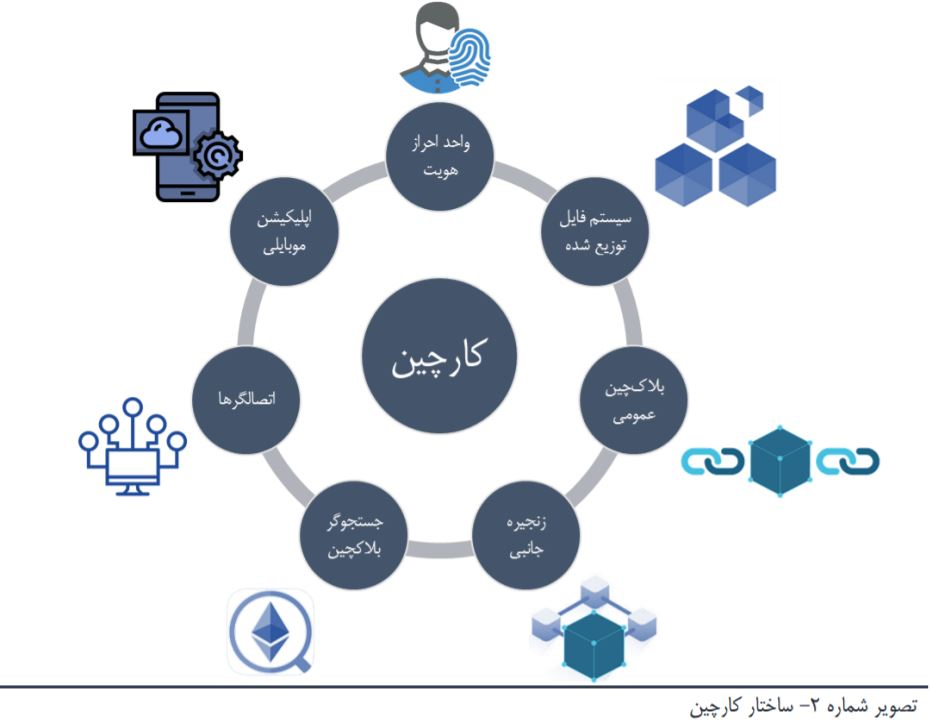 واحد احراز
هویت
سیستم فایل
توزیع شده
بلاک‌چین
عمومی
زنجیره
جانبی
جستجوگر
بلاکچین
اتصالگرها
اپلیکیشن
موبایلی
کارچین
تصویر شماره ۲- ساختار کارچین